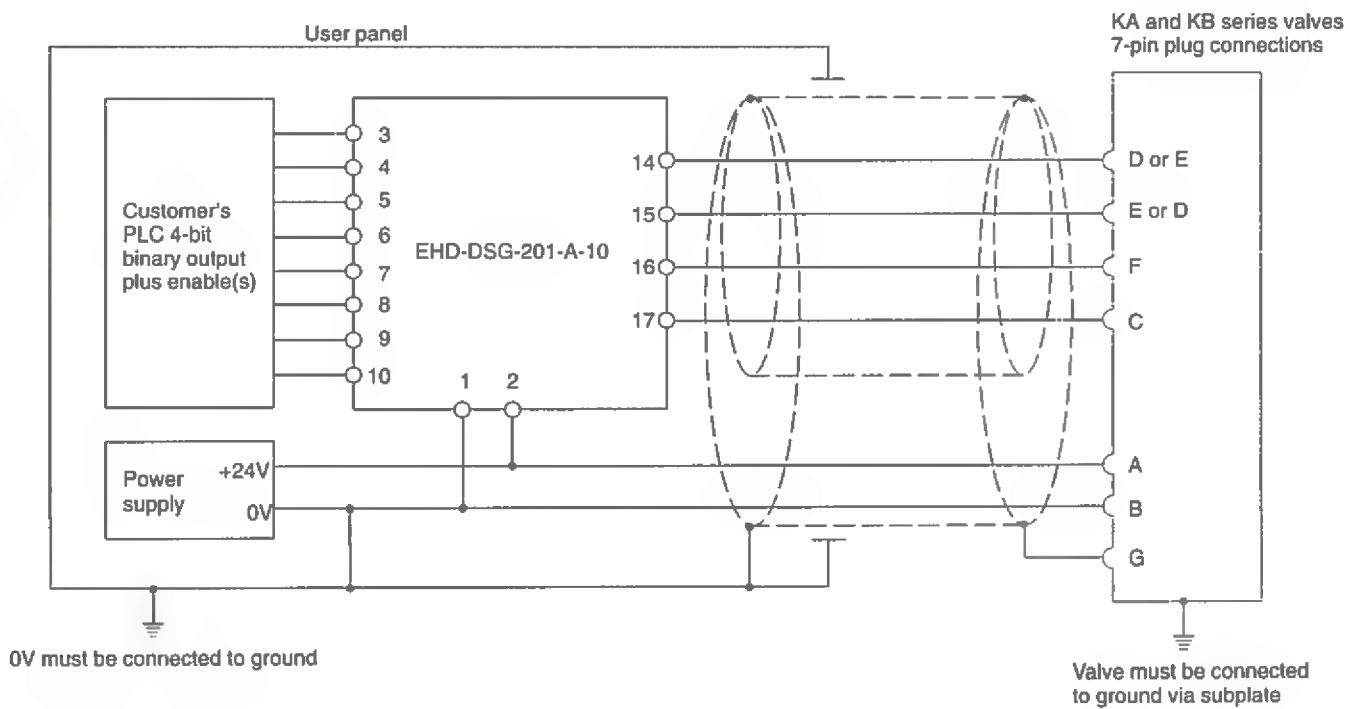 KA and KB series valves
7-pin plug connections
User panel
Customer's
PLC 4-bit
binary output
plus enable(s)
3
4
5
6
7
8
9
10
EHD-DSG-201-A-10
1 2
14
15
16
17
D or E
E or D
F
C
A
B
G
Power
supply
+24V
0V
0V must be connected to ground
Valve must be connected
to ground via subplate